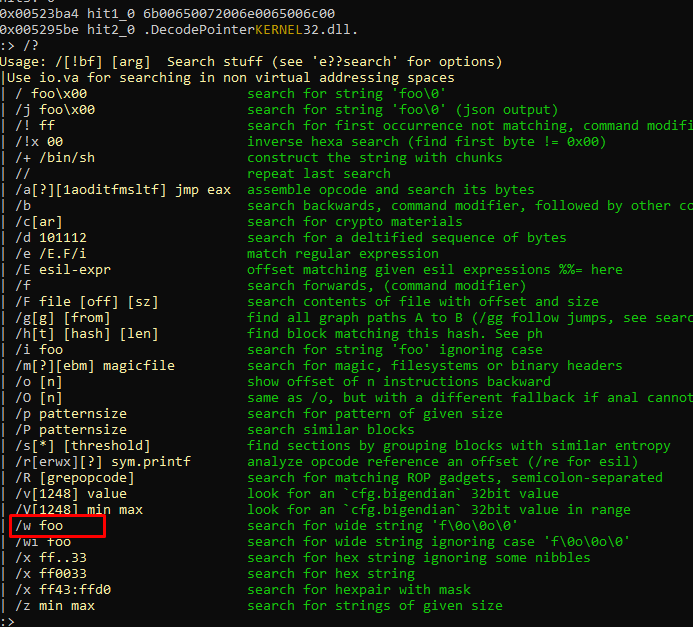 0x00523ba4 hit1_0 6b00650072006e0065006c00
0x005295be hit2_0 .DecodePointerKERNEL32.dll.
:> /?
Usage: /[!bf] [arg]  Search stuff (see 'e??search' for options)
|Use io.va for searching in non virtual addressing spaces
| / foo\x00                    search for string 'foo\0'
| /j foo\x00                   search for string 'foo\0' (json output)
| /! ff                        search for first occurrence not matching, command modifi
| /!x 00                       inverse hexa search (find first byte != 0x00)
| /+ /bin/sh                   construct the string with chunks
| //                           repeat last search
| /a[?][1aoditfmsltf] jmp eax  assemble opcode and search its bytes
| /b                           search backwards, command modifier, followed by other co
| /c[ar]                       search for crypto materials
| /d 101112                    search for a deltified sequence of bytes
| /e /E.F/i                    match regular expression
| /E esil-expr                 offset matching given esil expressions %%= here
| /f                           search forwards, (command modifier)
| /F file [off] [sz]           search contents of file with offset and size
| /g[g] [from]                 find all graph paths A to B (/gg follow jumps, see searc
| /h[t] [hash] [len]           find block matching this hash. See ph
| /i foo                       search for string 'foo' ignoring case
| /m[?][ebm] magicfile         search for magic, filesystems or binary headers
| /o [n]                       show offset of n instructions backward
| /O [n]                       same as /o, but with a different fallback if anal cannot
| /p patternsize               search for pattern of given size
| /P patternsize               search similar blocks
| /s[*] [threshold]            find sections by grouping blocks with similar entropy
| /r[erwx][?] sym.printf       analyze opcode reference an offset (/re for esil)
| /R [grepopcode]              search for matching ROP gadgets, semicolon-separated
| /v[1248] value               look for an `cfg.bigendian` 32bit value
| /V[1248] min max             look for an `cfg.bigendian` 32bit value in range
| /w foo                       search for wide string 'f\0o\0o\0'
| /wi foo                      search for wide string ignoring case 'f\0o\0o\0'
| /x ff..33                    search for hex string ignoring some nibbles
| /x ff0033                    search for hex string
| /x ff43:ffd0                 search for hexpair with mask
| /z min max                   search for strings of given size
:>